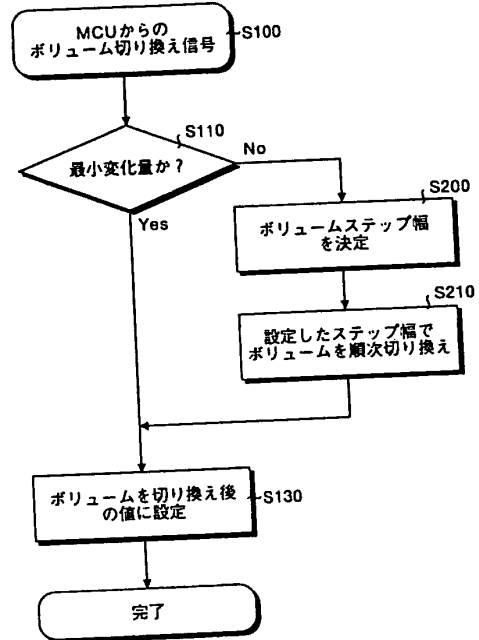 MCUからの
ボリューム切り換え信号
S100
S110
最小変化量か?
No
Yes
S200
ボリュームステップ幅
を決定
S210
設定したステップ幅で
ボリュームを順次切り換え
ボリュームを切り換え後
の値に設定
S130
完了